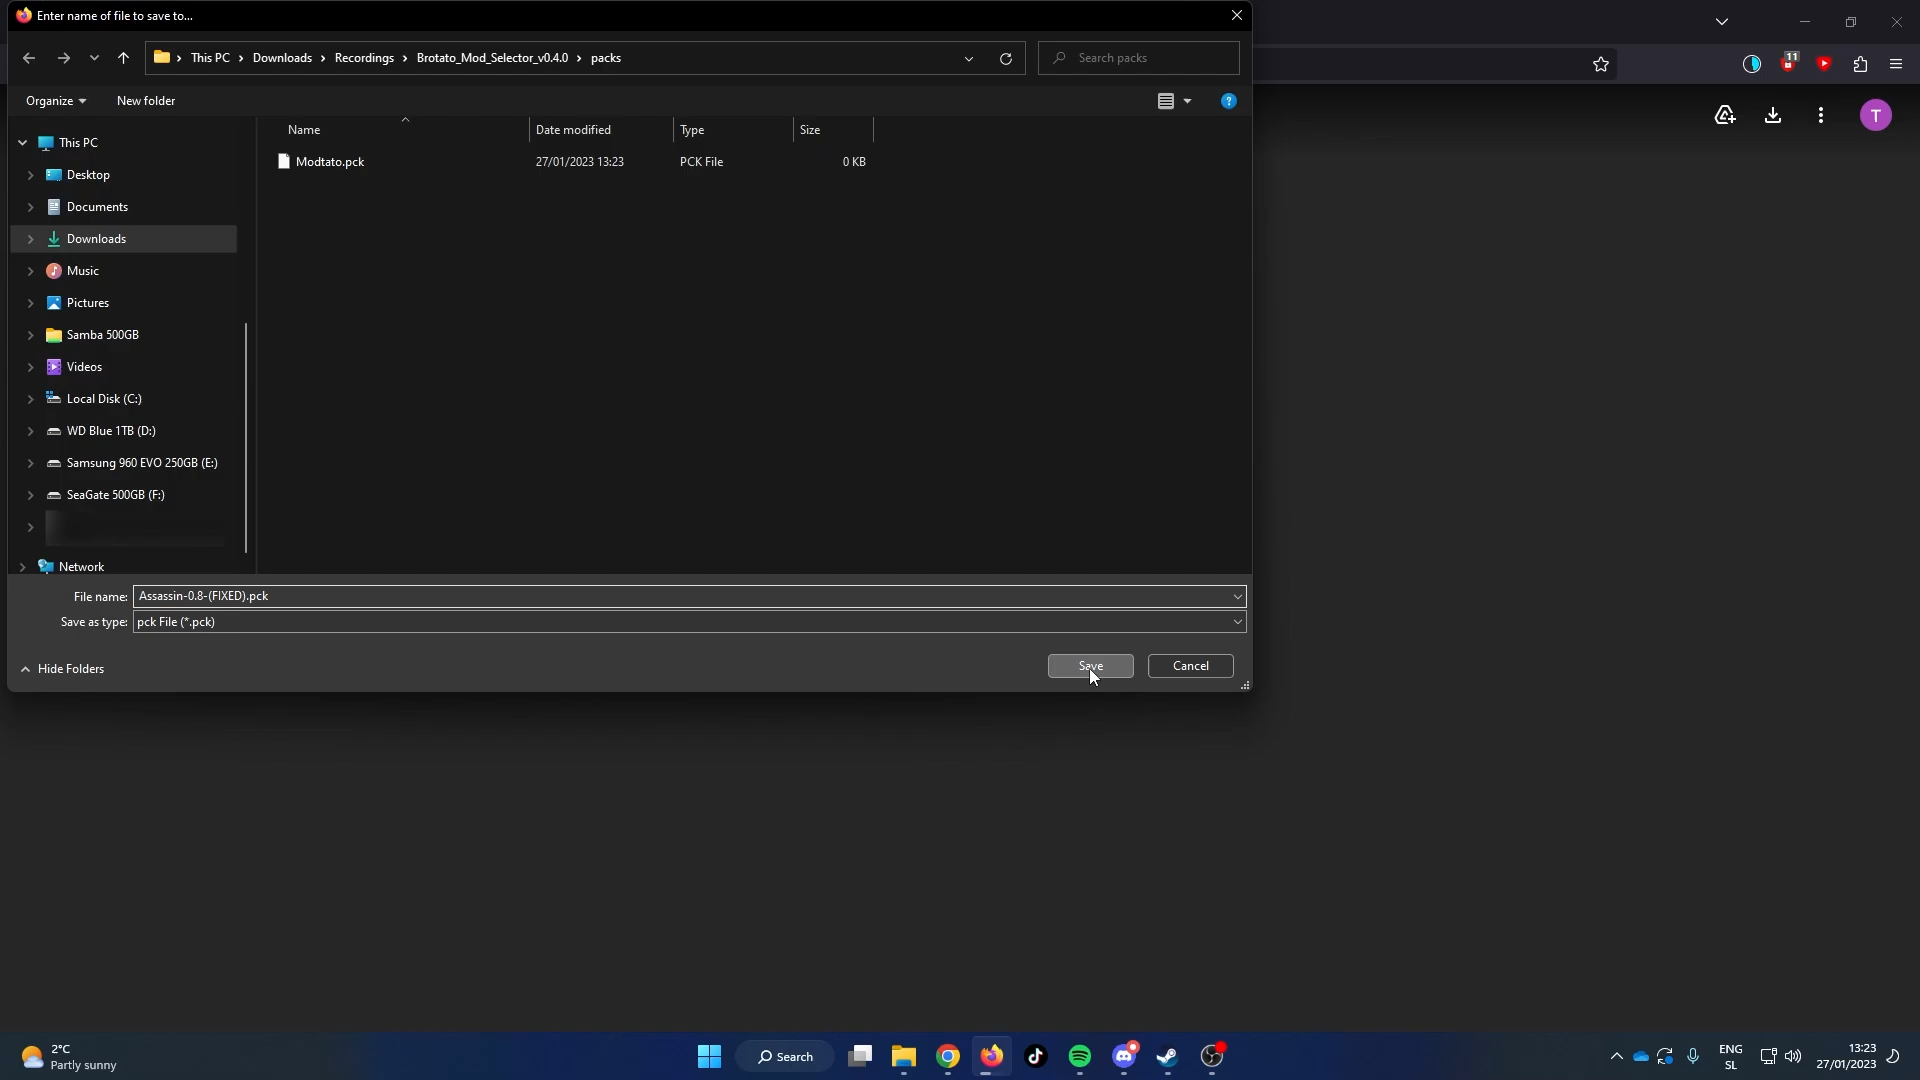 Enter name of file to save to...
This PC > Downloads > Recordings > Brotato_Mod_Selector_v0.4.0 > packs
Search packs
11
Organize
New folder
?
T
Name
Date modified
Type
Size
Modtato.pck
27/01/2023 13:23
PCK File
0 KB
This PC
Desktop
Documents
Downloads
Music
Pictures
Samba 500GB
Videos
Local Disk (C:)
WD Blue 1TB (D:)
Samsung 960 EVO 250GB (E:)
SeaGate 500GB (F:)
Network
File name: Assassin-0.8-(FIXED).pck
Save as type: pck File (*.pck)
Hide Folders
Save
Cancel
2°C
Partly sunny
Search
ENG
SL
13:23
27/01/2023